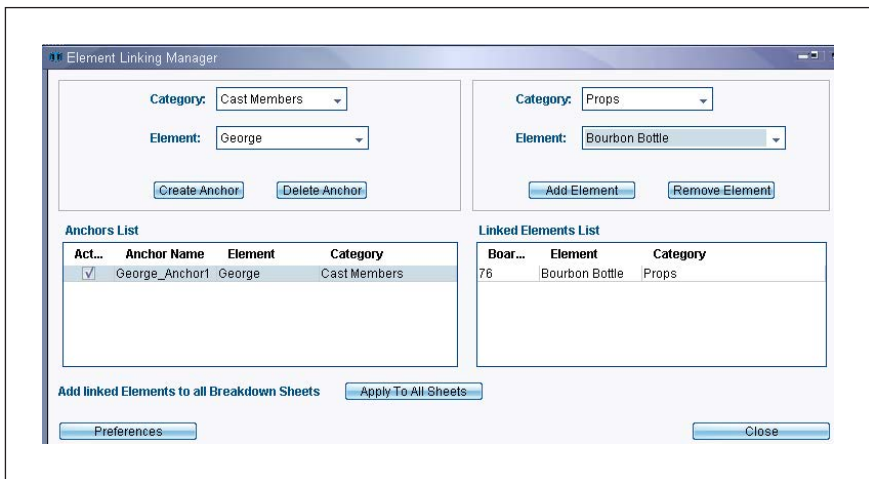 Element Linking Manager
Category: Cast Members
Element: George
Create Anchor Delete Anchor
Category: Props
Element: Bourbon Bottle
Add Element Remove Element
Anchors List
Act... Anchor Name Element Category
George_Anchor1 George Cast Members
Linked Elements List
Boar... Element Category
76 Bourbon Bottle Props
Add linked Elements to all Breakdown Sheets Apply To All Sheets
Preferences Close